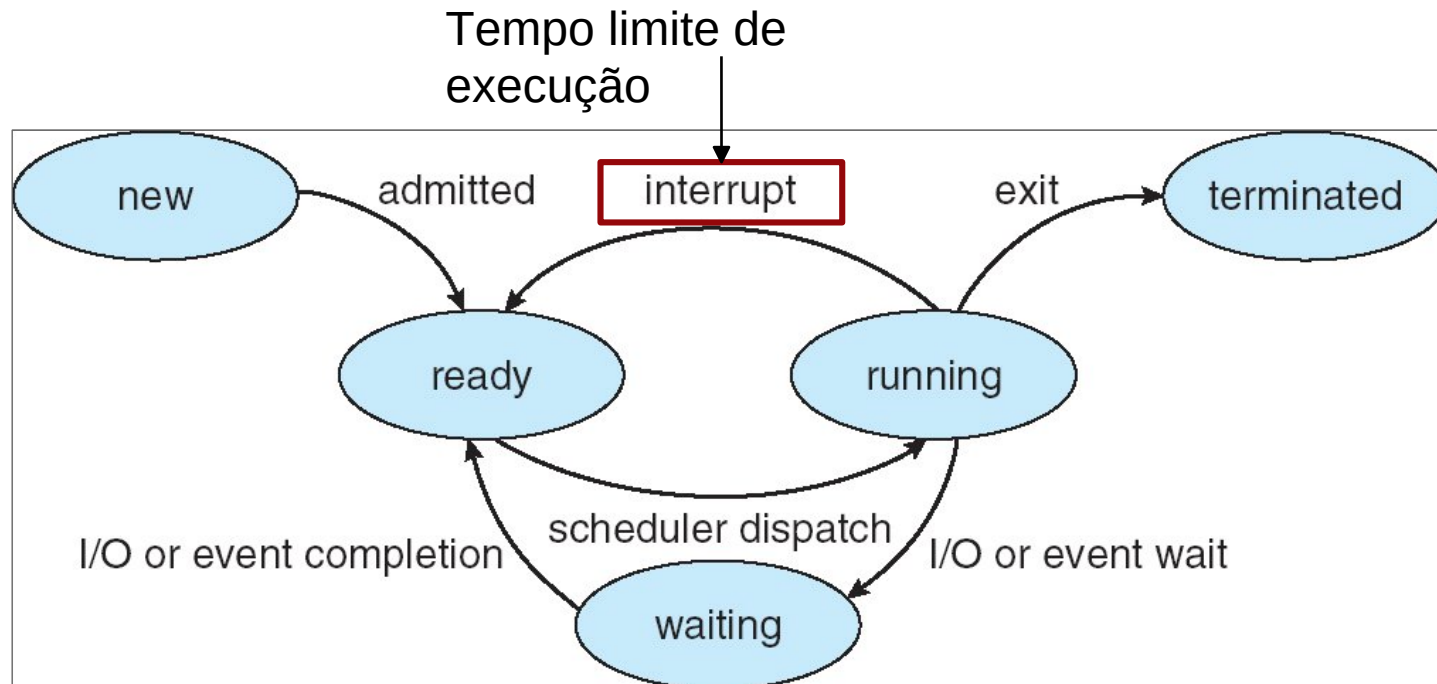 Tempo limite de
execução
new
admitted
interrupt
exit
terminated
ready
running
scheduler dispatch
I/O or event completion
I/O or event wait
waiting